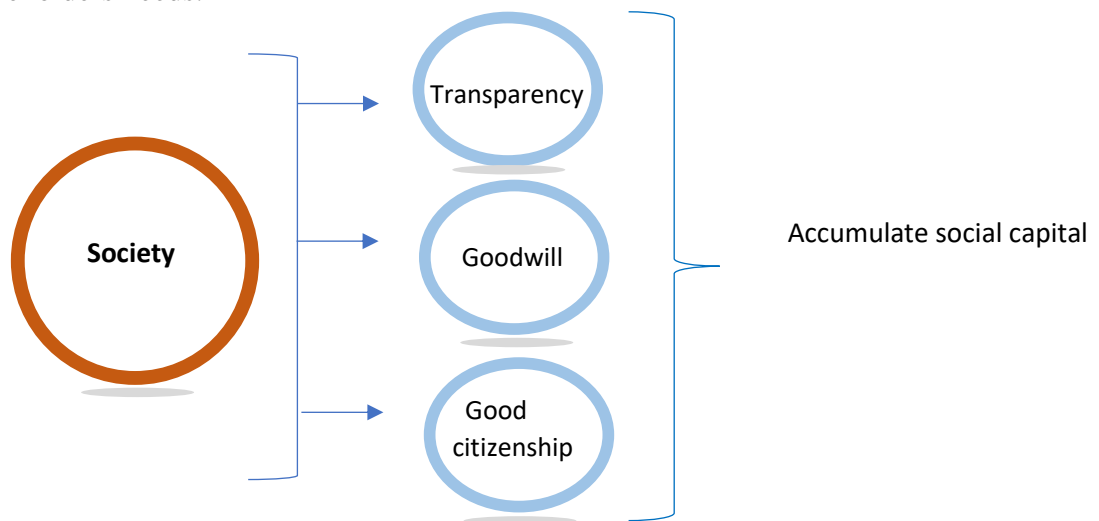 Transparency
Society
Goodwill
Accumulate social capital
Good
citizenship